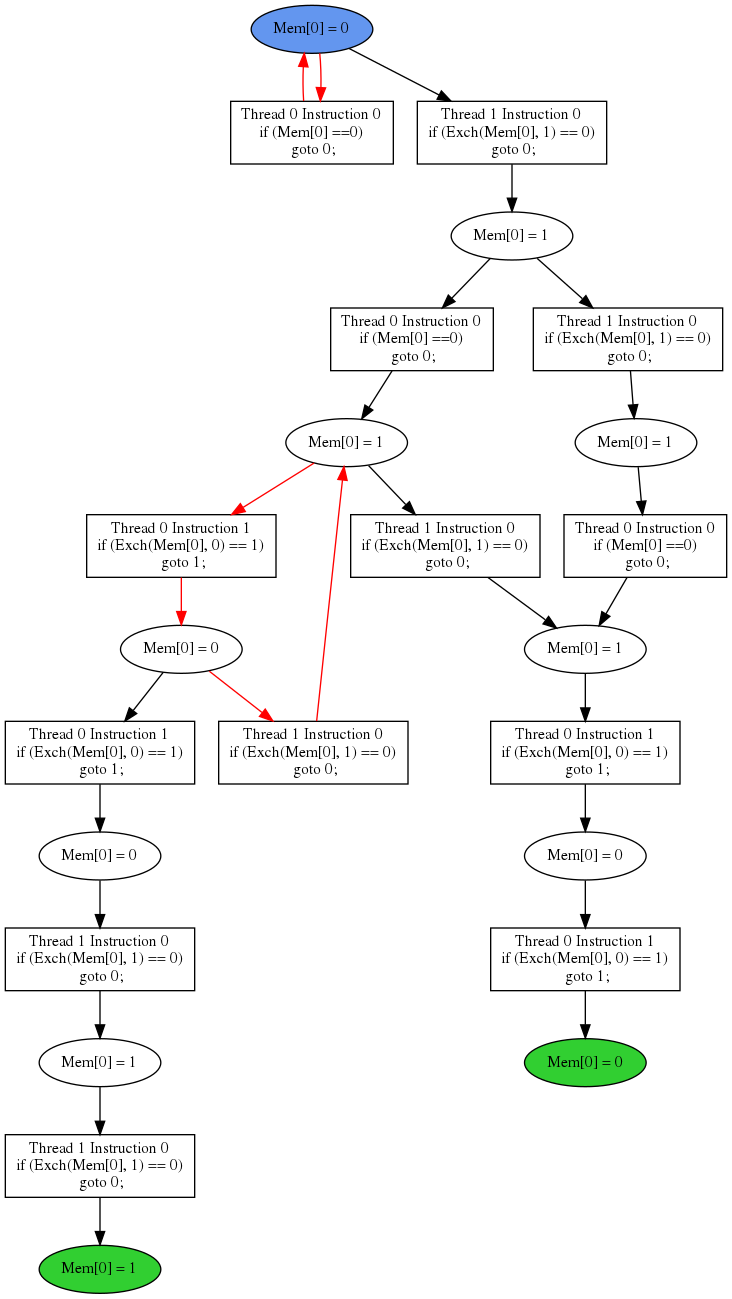 Mem[0] = 0
Thread 0 Instruction 0
if (Mem[0] ==0)
goto 0;
Thread 1 Instruction 0
if (Exch(Mem[0], 1) == 0)
goto 0;
Mem[0] = 1
Thread 0 Instruction 0
if (Mem[0] ==0)
goto 0;
Thread 1 Instruction 0
if (Exch(Mem[0], 1) == 0)
goto 0;
Mem[0] = 1
Mem[0] = 1
Thread 0 Instruction 1
if (Exch(Mem[0], 0) == 1)
goto 1;
Thread 1 Instruction 0
if (Exch(Mem[0], 1) == 0)
goto 0;
Thread 0 Instruction 0
if (Mem[0] ==0)
goto 0;
Mem[0] = 0
Mem[0] = 1
Thread 0 Instruction 1
if (Exch(Mem[0], 0) == 1)
goto 1;
Thread 1 Instruction 0
if (Exch(Mem[0], 1) == 0)
goto 0;
Thread 0 Instruction 1
if (Exch(Mem[0], 0) == 1)
goto 1;
Mem[0] = 0
Mem[0] = 0
Thread 1 Instruction 0
if (Exch(Mem[0], 1) == 0)
goto 0;
Thread 0 Instruction 1
if (Exch(Mem[0], 0) == 1)
goto 1;
Mem[0] = 1
Mem[0] = 0
Thread 1 Instruction 0
if (Exch(Mem[0], 1) == 0)
goto 0;
Mem[0] = 1